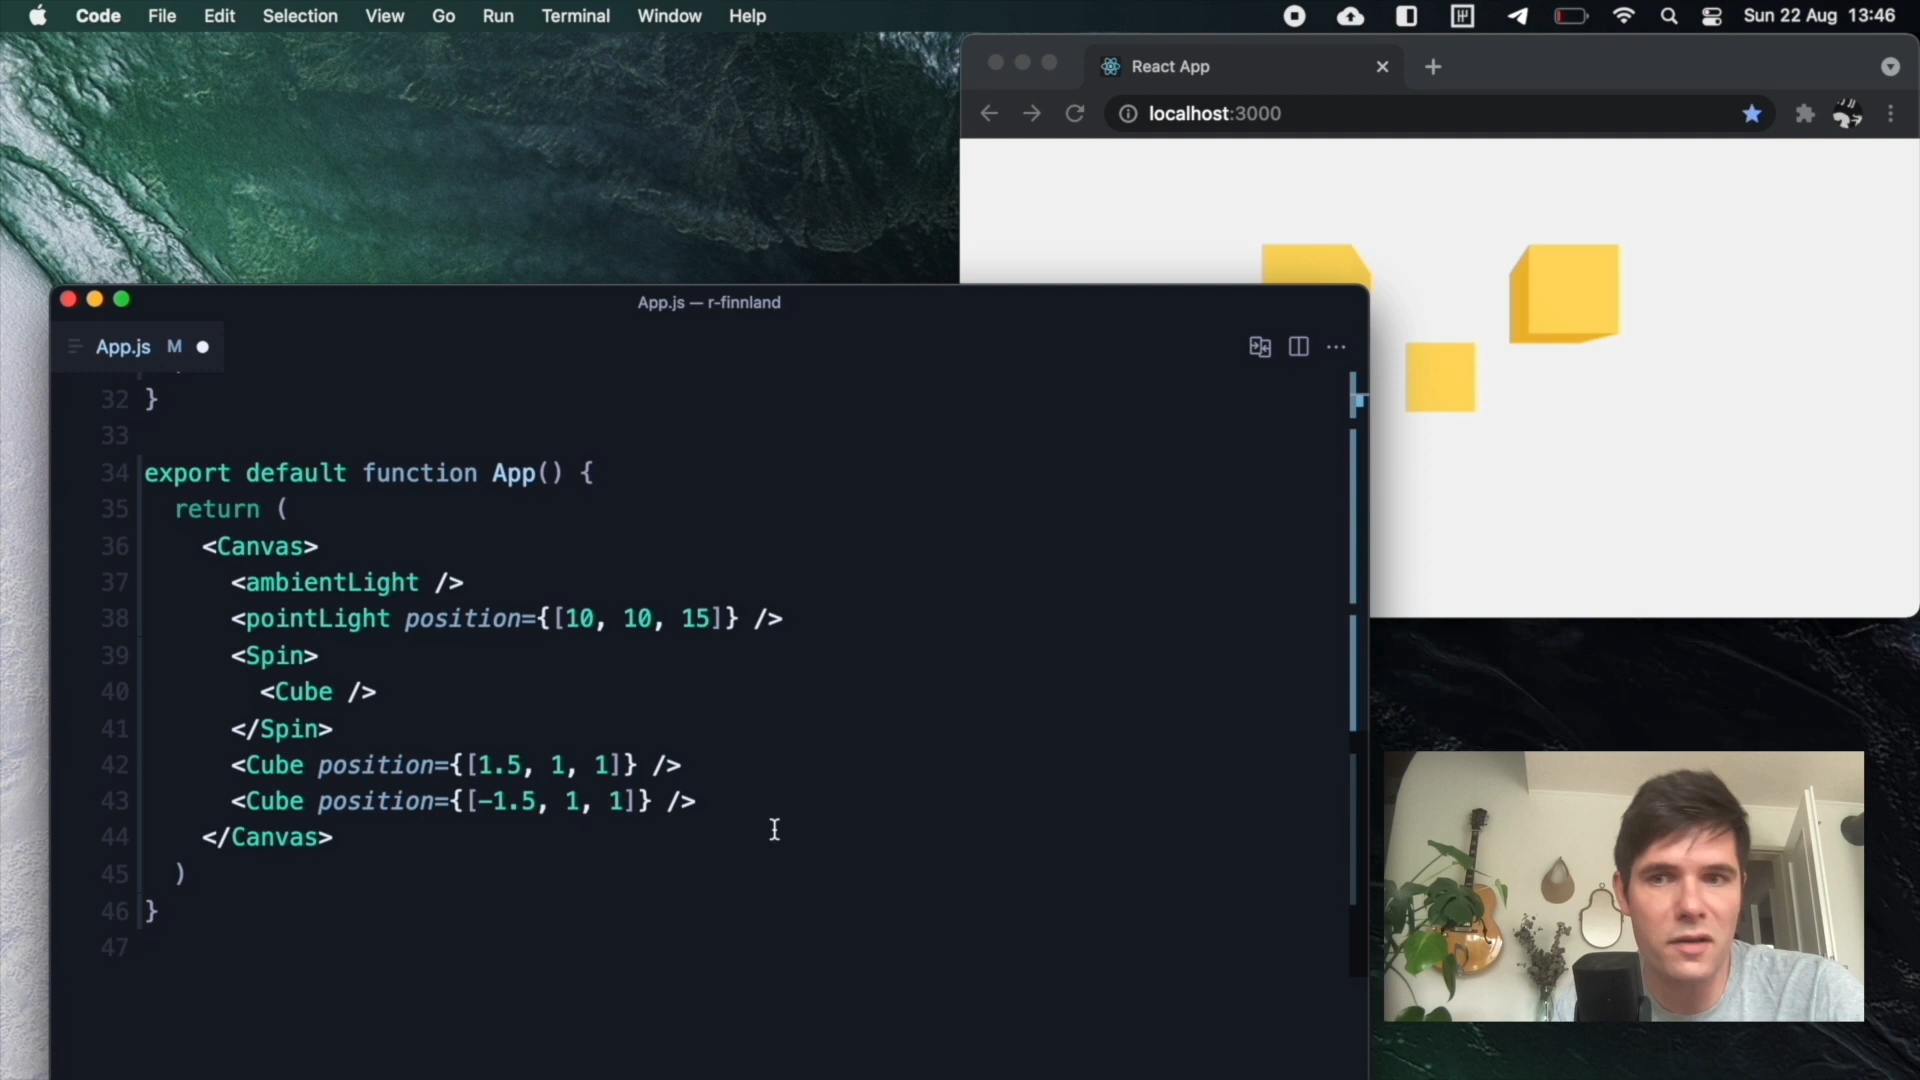 Code File Edit Selection View Go Run Terminal Window Help Sun 22 Aug 13:46
React App
localhost:3000
App.js — r-finnland
App.js M
32 }
33
34 export default function App() {
35 return (
36 <Canvas>
37 <ambientLight />
38 <pointLight position={[10, 10, 15]} />
39 <Spin>
40 <Cube />
41 </Spin>
42 <Cube position={[1.5, 1, 1]} />
43 <Cube position={[-1.5, 1, 1]} />
44 </Canvas>
45 )
46 }
47